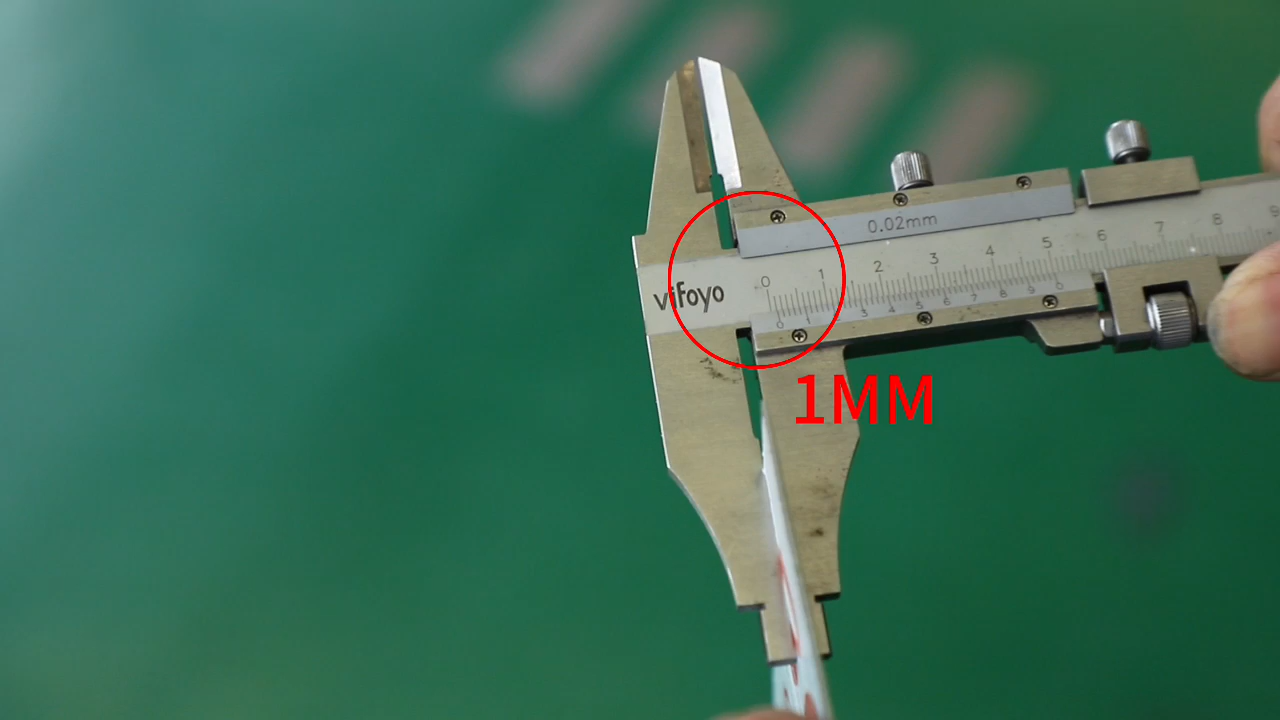 0.02mm
0 1 2 3 4 5 6 7 8 9
vifoyo
0 1 3 4 5 6 7 8 9 0
1MM